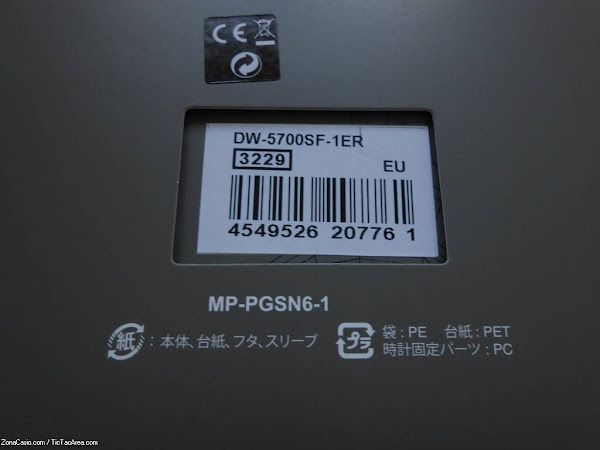 CE
DW-5700SF-1ER
3229
EU
4549526 20776 1
MP-PGSN6-1
紙 : 本体、台紙、フタ、スリーブ
プラ 袋 : PE 台紙 : PET
時計固定パーツ : PC
ZonaCasio.com / TicTacArea.com